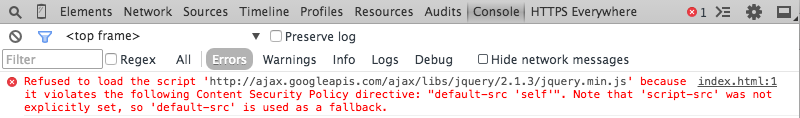 Elements Network Sources Timeline Profiles Resources Audits Console HTTPS Everywhere 1
<top frame> Preserve log
Filter Regex All Errors Warnings Info Logs Debug Hide network messages
Refused to load the script 'http://ajax.googleapis.com/ajax/libs/jquery/2.1.3/jquery.min.js' because index.html:1
it violates the following Content Security Policy directive: "default-src 'self'". Note that 'script-src' was not
explicitly set, so 'default-src' is used as a fallback.